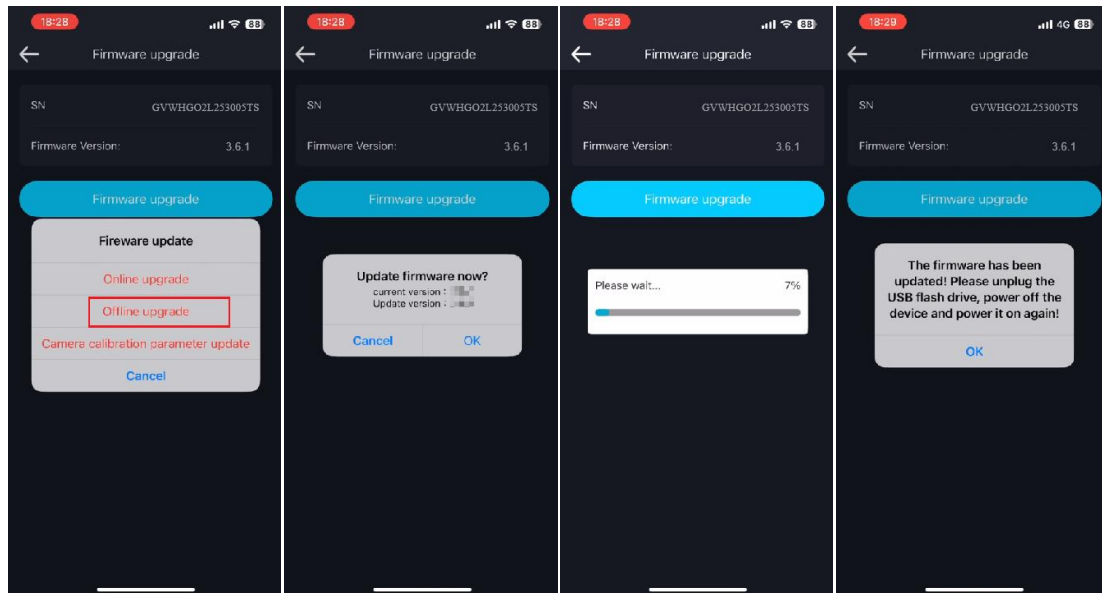 18:28
88
Firmware upgrade
SN GVWHGO2L253005TS
Firmware Version: 3.6.1
Firmware upgrade
Fireware update
Online upgrade
Offline upgrade
Camera calibration parameter update
Cancel
18:28
88
Firmware upgrade
SN GVWHGO2L253005TS
Firmware Version: 3.6.1
Firmware upgrade
Update firmware now?
current version :
Update version :
Cancel OK
18:28
88
Firmware upgrade
SN GVWHGO2L253005TS
Firmware Version: 3.6.1
Firmware upgrade
Please wait... 7%
18:29
4G 88
Firmware upgrade
SN GVWHGO2L253005TS
Firmware Version: 3.6.1
Firmware upgrade
The firmware has been
updated! Please unplug the
USB flash drive, power off the
device and power it on again!
OK